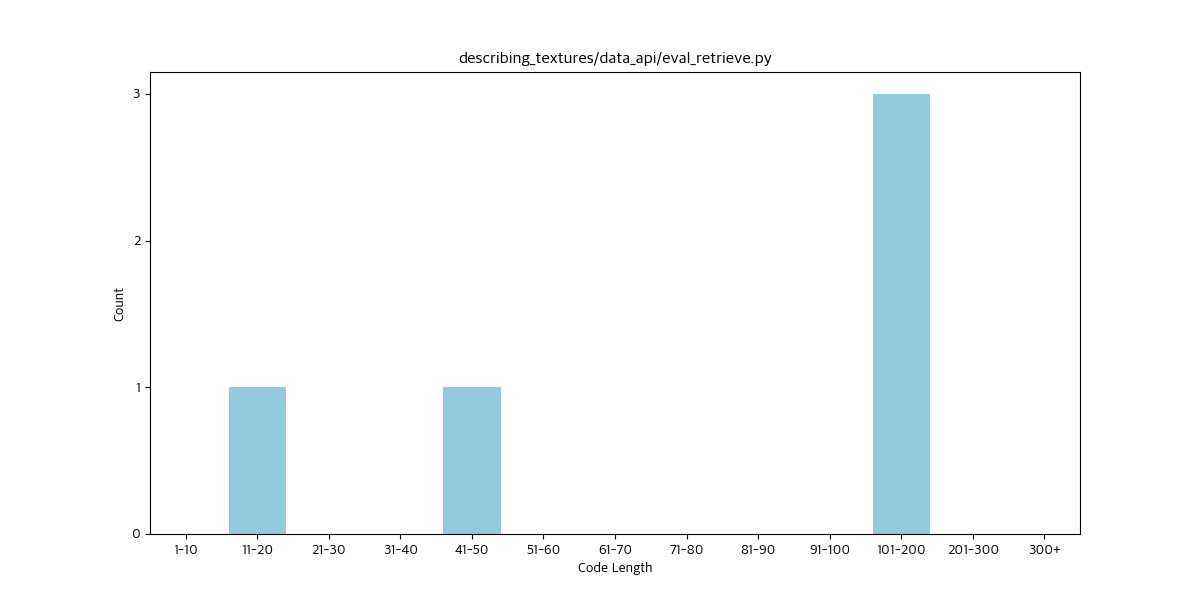 describing_textures/data_api/eval_retrieve.py
3
2
1
0
Count
1-10 11-20 21-30 31-40 41-50 51-60 61-70 71-80 81-90 91-100 101-200 201-300 300+
Code Length